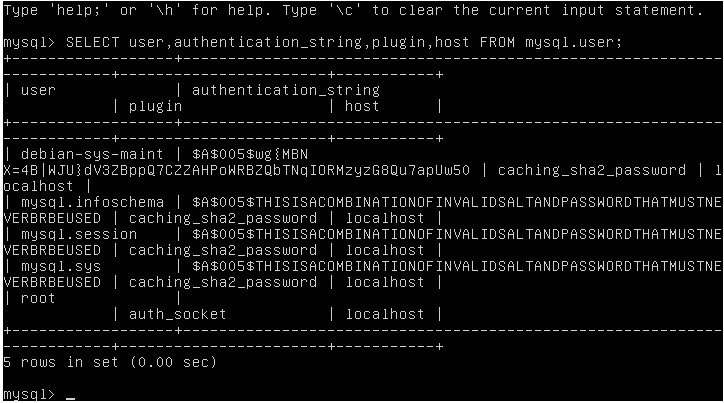 Type 'help;' or '\h' for help. Type '\c' to clear the current input statement.
mysql> SELECT user,authentication_string,plugin,host FROM mysql.user;
+------------------+-----------------------------------------------------
-------------------+-----------------------+-----------+
| user             | authentication_string
                   | plugin                | host      |
+------------------+-----------------------------------------------------
-------------------+-----------------------+-----------+
| debian-sys-maint | $A$005$wg{MBN
X=4B|WJU}dV3ZBppQ7CZZAHPoWRBZQbTNqIORMzyzG8Qu7apUw50 | caching_sha2_password | l
ocalhost |
| mysql.infoschema | $A$005$THISISACOMBINATIONOFINVALIDSALTANDPASSWORDTHATMUSTNE
VERBRBEUSED | caching_sha2_password | localhost |
| mysql.session    | $A$005$THISISACOMBINATIONOFINVALIDSALTANDPASSWORDTHATMUSTNE
VERBRBEUSED | caching_sha2_password | localhost |
| mysql.sys        | $A$005$THISISACOMBINATIONOFINVALIDSALTANDPASSWORDTHATMUSTNE
VERBRBEUSED | caching_sha2_password | localhost |
| root             |
                   | auth_socket           | localhost |
+------------------+-----------------------------------------------------
-------------------+-----------------------+-----------+
5 rows in set (0.00 sec)
mysql> _